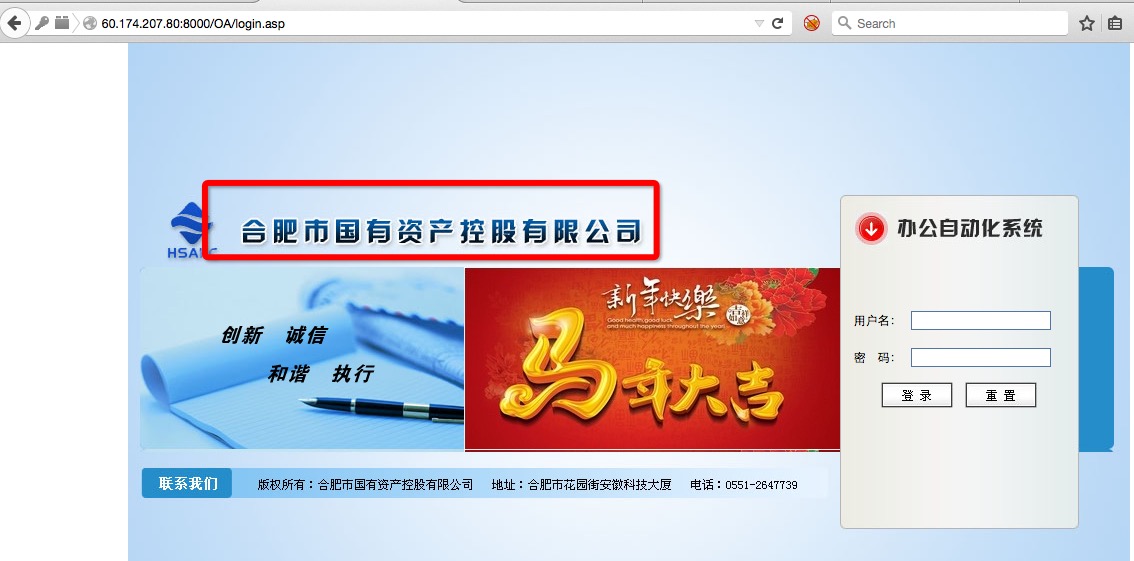 60.174.207.80:8000/OA/login.asp
Search
合肥市国有资产控股有限公司
办公自动化系统
创新 诚信
和谐 执行
新年快樂
Good health, good luck
and much happiness throughout the year!
吉祥如意
马年大吉
用户名：
密 码：
登 录
重 置
联系我们
版权所有：合肥市国有资产控股有限公司 地址：合肥市花园街安徽科技大厦 电话：0551-2647739